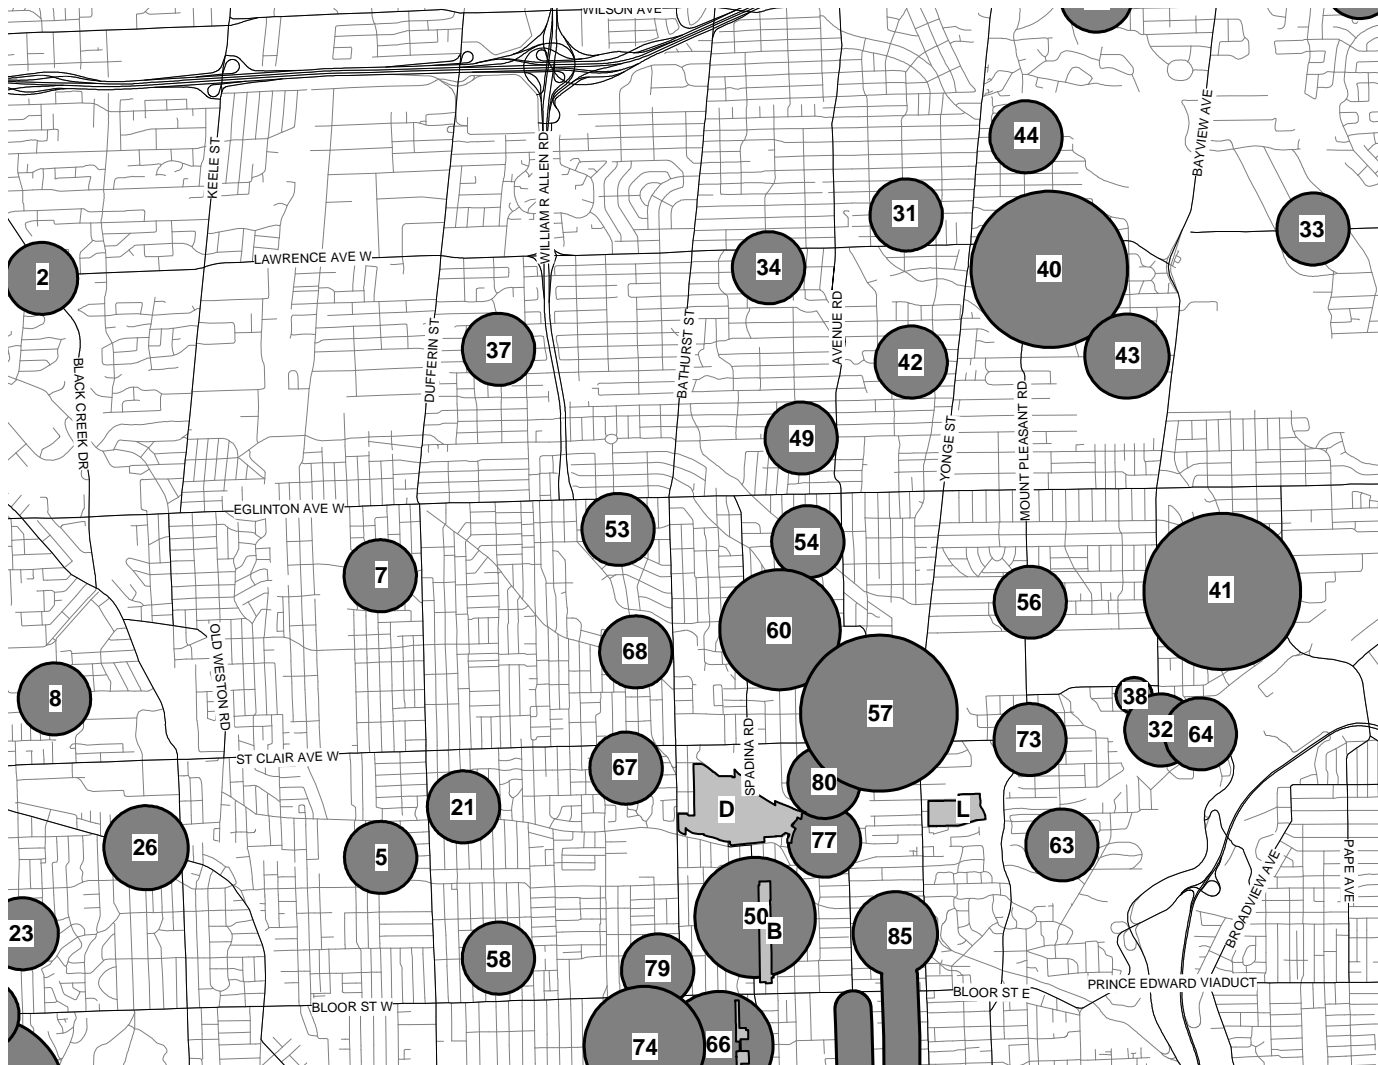 WILSON AVE
44
BAYVIEW AVE
KEELE ST
WILLIAM R ALLEN RD
31
33
LAWRENCE AVE W
34
40
2
AVENUE RD
DUFFERIN ST
BATHURST ST
37
42
43
BLACK CREEK DR
MOUNT PLEASANT RD
49
YONGE ST
EGLINTON AVE W
53
54
7
41
56
60
68
OLD WESTON RD
8
38
57
32
64
73
SPADINA RD
ST CLAIR AVE W
67
80
21
D
L
77
63
26
5
PAPE AVE
BROADVIEW AVE
50
B
23
85
58
79
PRINCE EDWARD VIADUCT
BLOOR ST E
BLOOR ST W
74
66